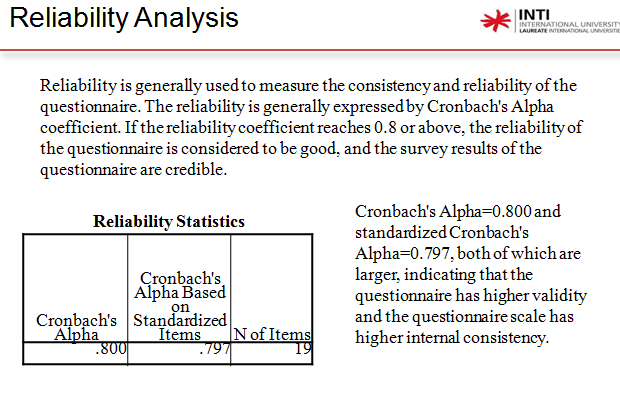 Reliability Analysis
INTI
INTERNATIONAL UNIVERSITY
LAUREATE INTERNATIONAL UNIVERSITIE
Reliability is generally used to measure the consistency and reliability of the
questionnaire. The reliability is generally expressed by Cronbach's Alpha
coefficient. If the reliability coefficient reaches 0.8 or above, the reliability of
the questionnaire is considered to be good, and the survey results of the
questionnaire are credible.
Reliability Statistics
Cronbach's
Alpha
Cronbach's
Alpha Based
on
Standardized
Items
N of Items
.800 .797 19
Cronbach's Alpha=0.800 and
standardized Cronbach's
Alpha=0.797, both of which are
larger, indicating that the
questionnaire has higher validity
and the questionnaire scale has
higher internal consistency.